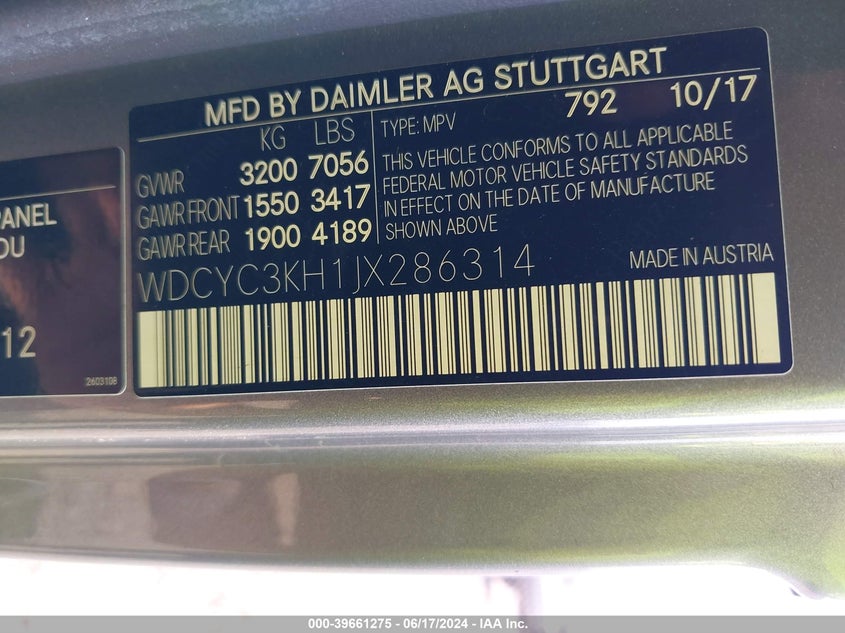 MFD BY DAIMLER AG STUTTGART
792 10/17
KG LBS
GVWR 3200 7056
GAWR FRONT 1550 3417
GAWR REAR 1900 4189
TYPE: MPV
THIS VEHICLE CONFORMS TO ALL APPLICABLE
FEDERAL MOTOR VEHICLE SAFETY STANDARDS
IN EFFECT ON THE DATE OF MANUFACTURE
SHOWN ABOVE
WDCYC3KH1JX286314
MADE IN AUSTRIA
PANEL
DU
12
2603108
000-39661275 - 06/17/2024 - IAA Inc.